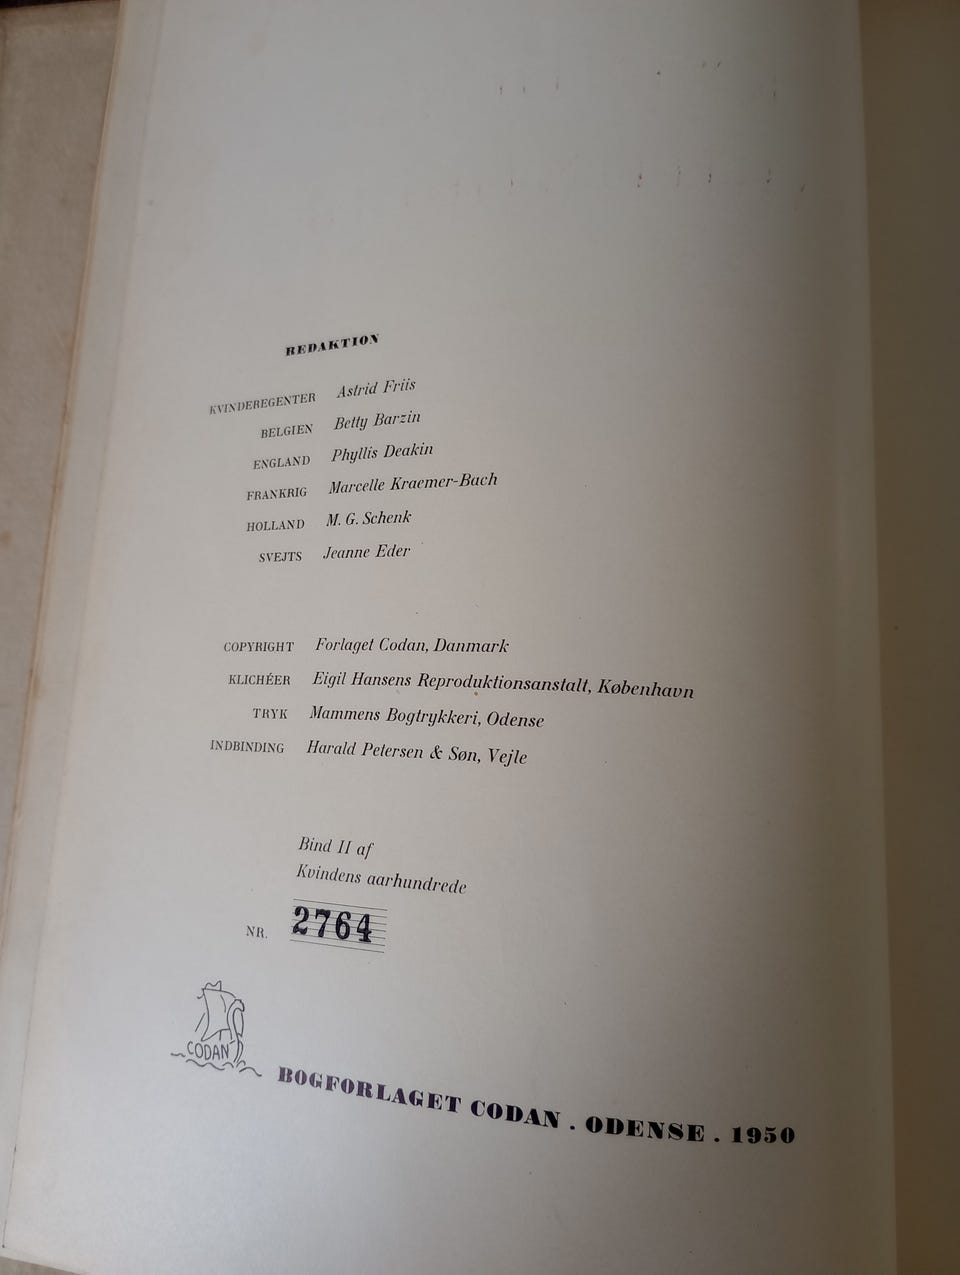 REDAKTION
KVINDEREGENTER Astrid Friis
BELGIEN Betty Barzin
ENGLAND Phyllis Deakin
FRANKRIG Marcelle Kraemer-Bach
HOLLAND M. G. Schenk
SVEJTS Jeanne Eder
COPYRIGHT Forlaget Codan, Danmark
KLICHÉER Eigil Hansens Reproduktionsanstalt, København
TRYK Mammens Bogtrykkeri, Odense
INDBINDING Harald Petersen & Søn, Vejle
Bind II af
Kvindens aarhundrede
NR. 2764
CODAN
BOGFORLAGET CODAN . ODENSE . 1950